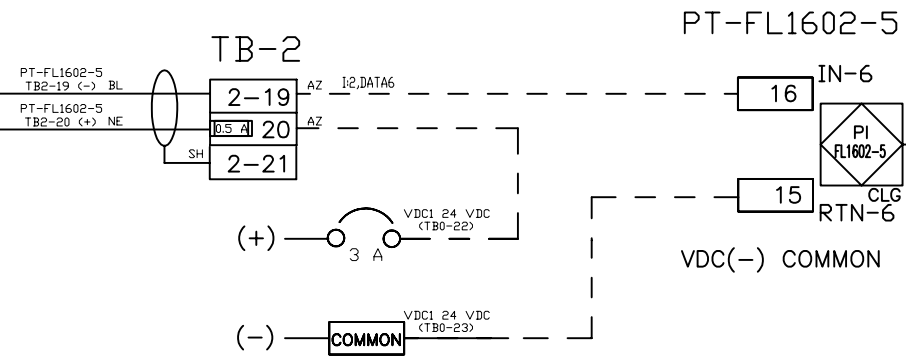 PT-FL1602-5
TB-2
PT-FL1602-5
TB2-19 (-) BL
2-19
AZ
I:2,DATA6
16
IN-6
PT-FL1602-5
TB2-20 (+) NE
0.5 A
20
AZ
PI
FL1602-5
SH
2-21
15
CLG
RTN-6
VDC1 24 VDC
(TB0-22)
(+)
3 A
VDC(-) COMMON
VDC1 24 VDC
(TB0-23)
(-)
COMMON